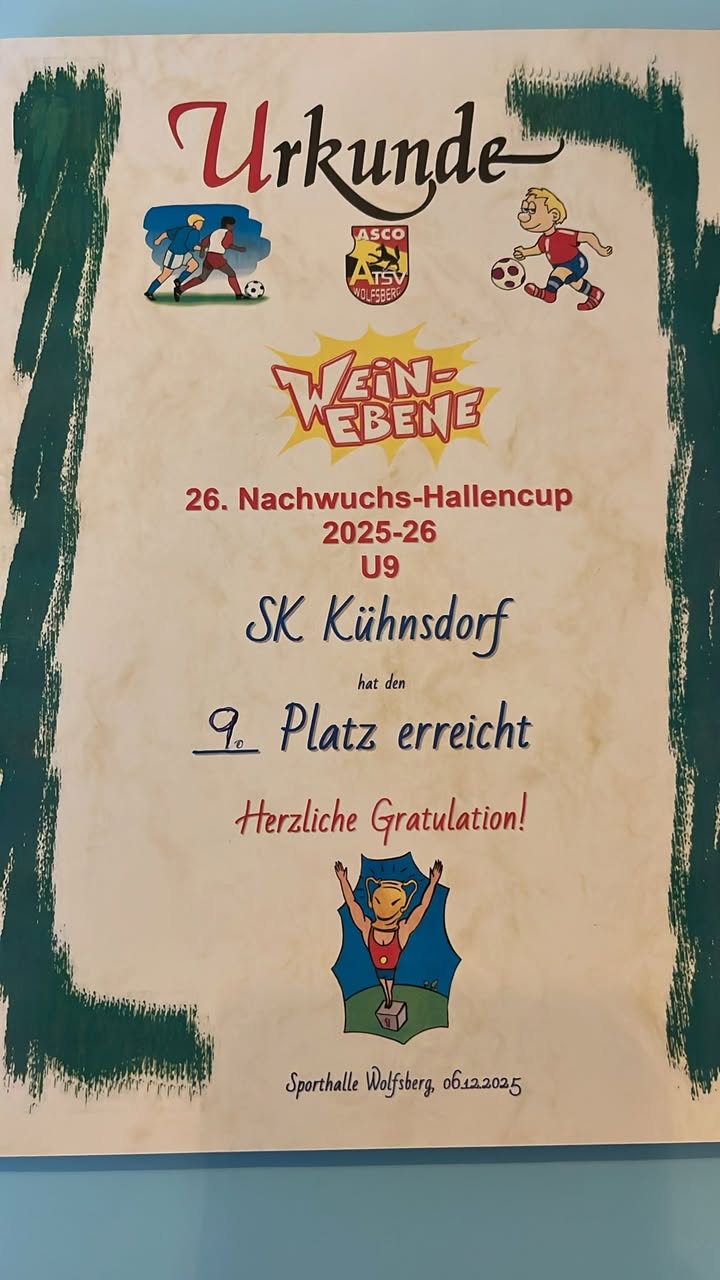 Urkunde
ASCO
ATSV
WOLFSBERG
WEIN-
EBENE
26. Nachwuchs-Hallencup
2025-26
U9
SK Kühnsdorf
hat den
9. Platz erreicht
Herzliche Gratulation!
Sporthalle Wolfsberg, 06.12.2025